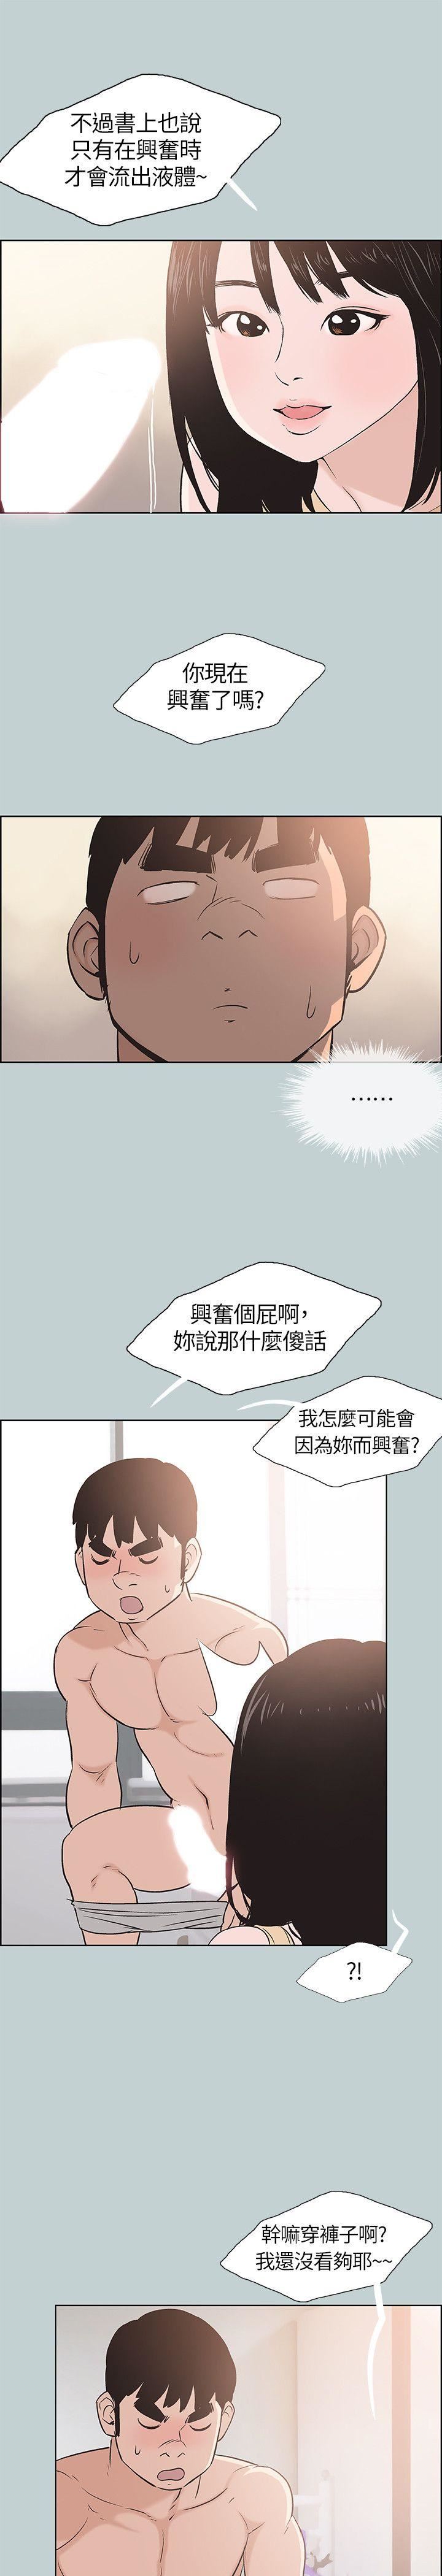 不過書上也說
只有在興奮時
才會流出液體~
你現在
興奮了嗎?
……
興奮個屁啊,
妳說那什麼傻話
我怎麼可能會
因為妳而興奮?
?!
幹嘛穿褲子啊?
我還沒看夠耶~~